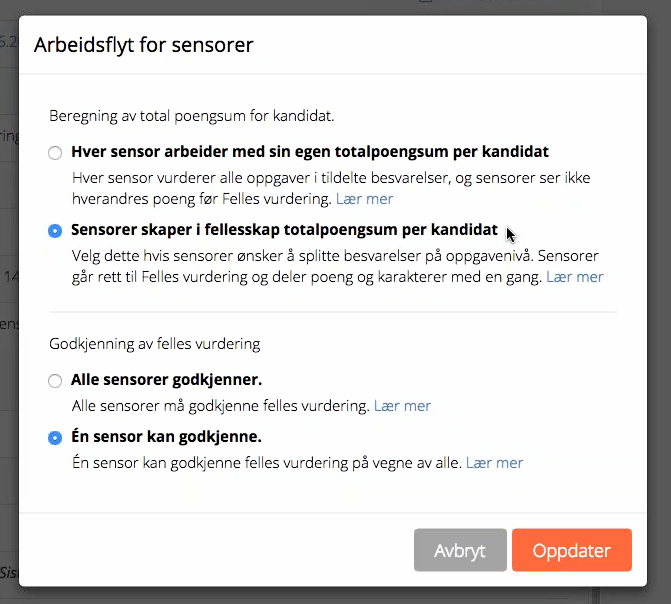 Arbeidsflyt for sensorer
Beregning av total poengsum for kandidat.
Hver sensor arbeider med sin egen totalpoengsum per kandidat
Hver sensor vurderer alle oppgaver i tildelte besvarelser, og sensorer ser ikke
hverandres poeng før Felles vurdering. Lær mer
Sensorer skaper i fellesskap totalpoengsum per kandidat
Velg dette hvis sensorer ønsker å splitte besvarelser på oppgavenivå. Sensorer
går rett til Felles vurdering og deler poeng og karakterer med en gang. Lær mer
14
Godkjenning av felles vurdering
Alle sensorer godkjenner.
Alle sensorer må godkjenne felles vurdering. Lær mer
Én sensor kan godkjenne.
Én sensor kan godkjenne felles vurdering på vegne av alle. Lær mer
Avbryt
Oppdater